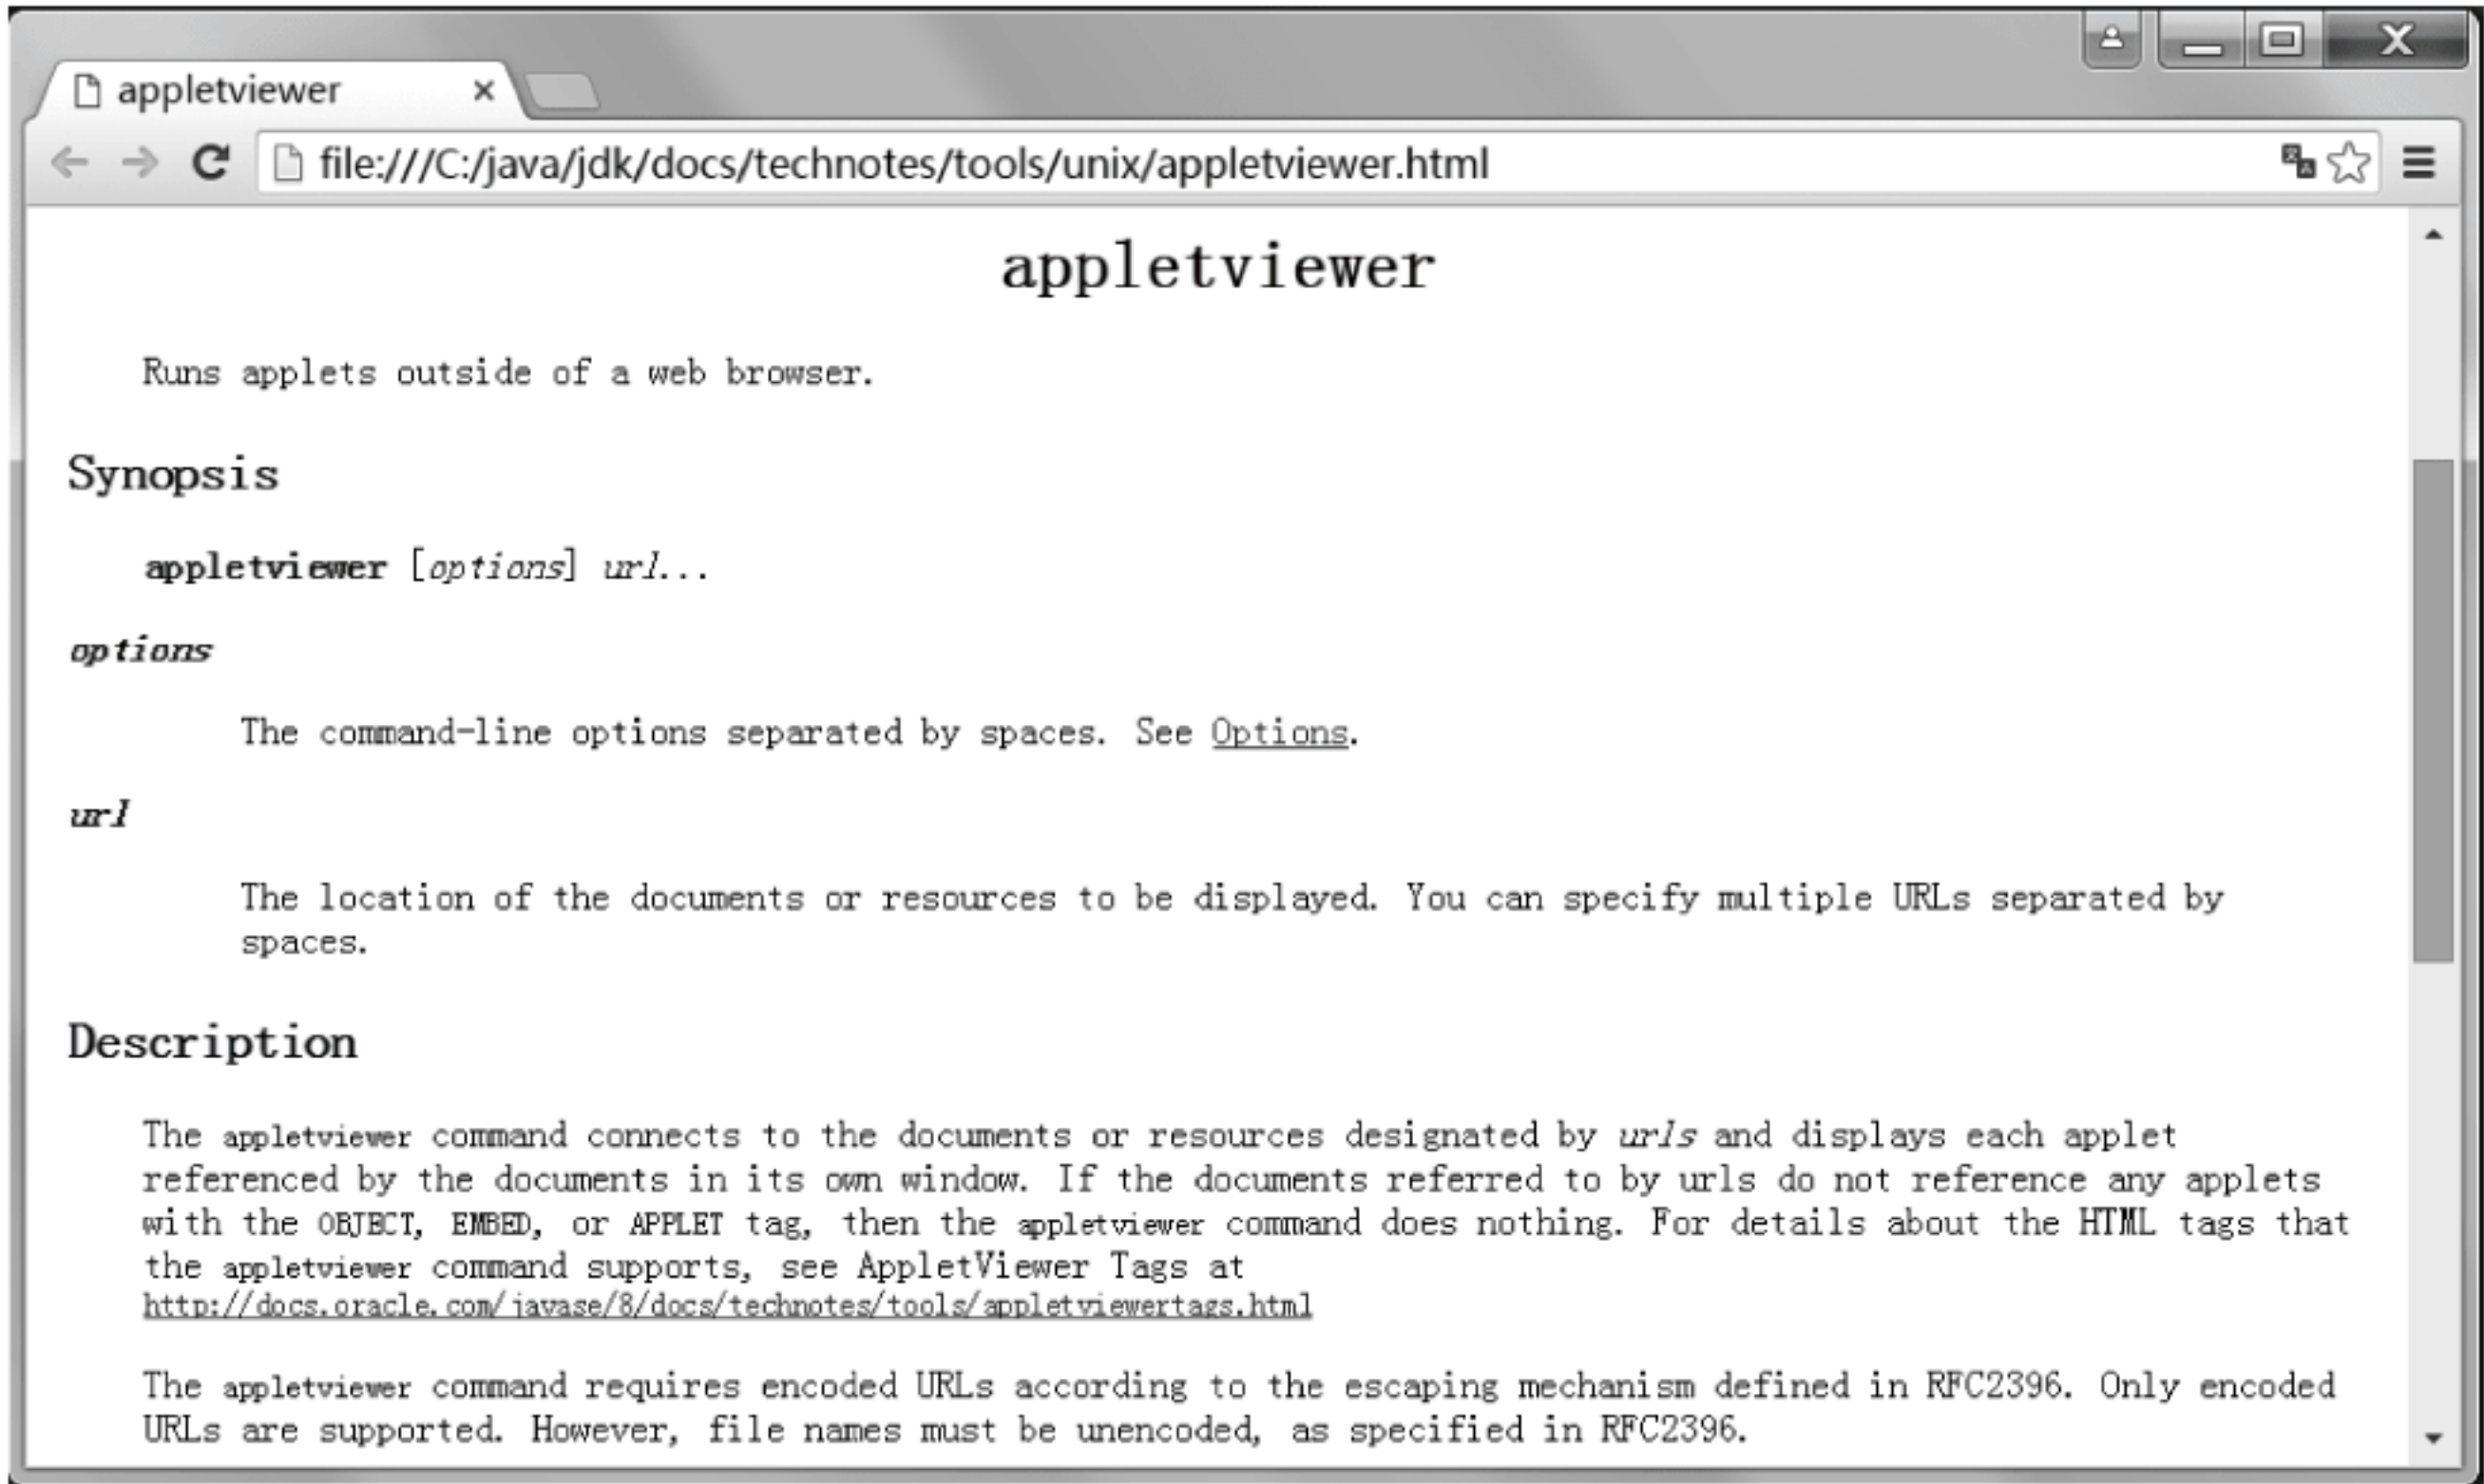 appletviewer
file:///C:/java/jdk/docs/technotes/tools/unix/appletviewer.html
appletviewer
Runs applets outside of a web browser.
Synopsis
appletviewer [options] url...
options
The command-line options separated by spaces. See Options.
url
The location of the documents or resources to be displayed. You can specify multiple URLs separated by
spaces.
Description
The appletviewer command connects to the documents or resources designated by urls and displays each applet
referenced by the documents in its own window. If the documents referred to by urls do not reference any applets
with the OBJECT, EMBED, or APPLET tag, then the appletviewer command does nothing. For details about the HTML tags that
the appletviewer command supports, see AppletViewer Tags at
http://docs.oracle.com/javase/8/docs/technotes/tools/appletviewertags.html
The appletviewer command requires encoded URLs according to the escaping mechanism defined in RFC2396. Only encoded
URLs are supported. However, file names must be unencoded, as specified in RFC2396.